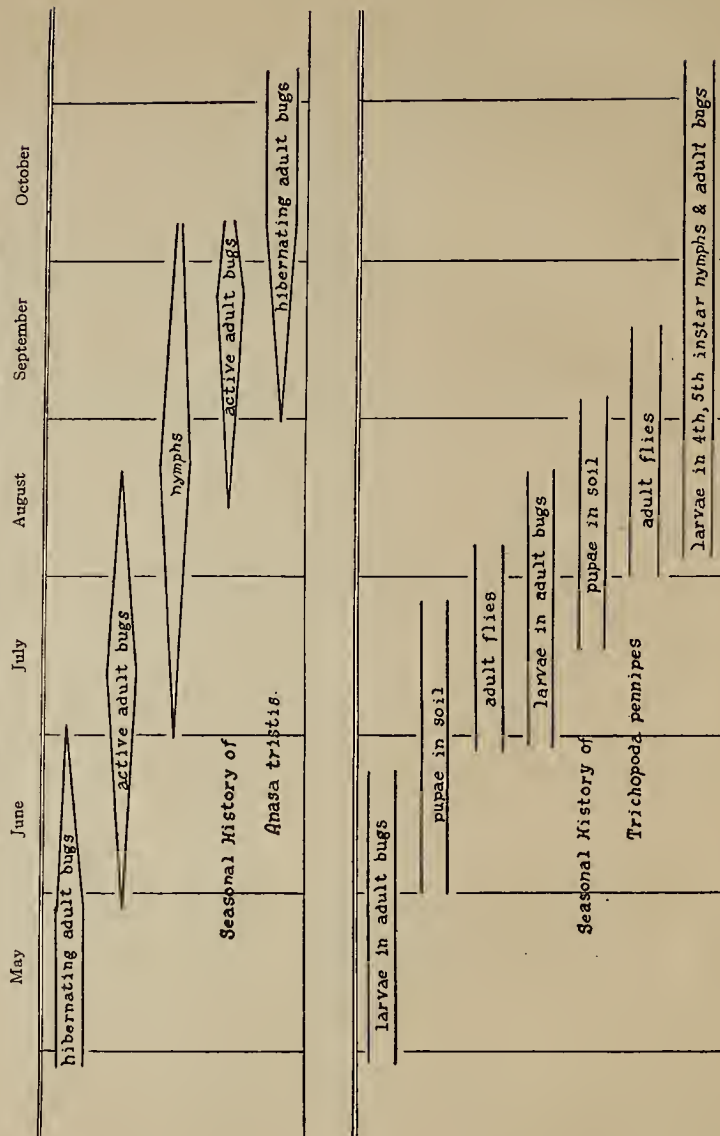 May June July August September October
hibernating adult bugs
active adult bugs
nymphs
active adult bugs
hibernating adult bugs
Seasonal History of
Anasa tristis.
larvae in adult bugs
pupae in soil
adult flies
larvae in adult bugs
pupae in soil
adult flies
larvae in 4th, 5th instar nymphs & adult bugs
Seasonal History of
Trichopoda pennipes